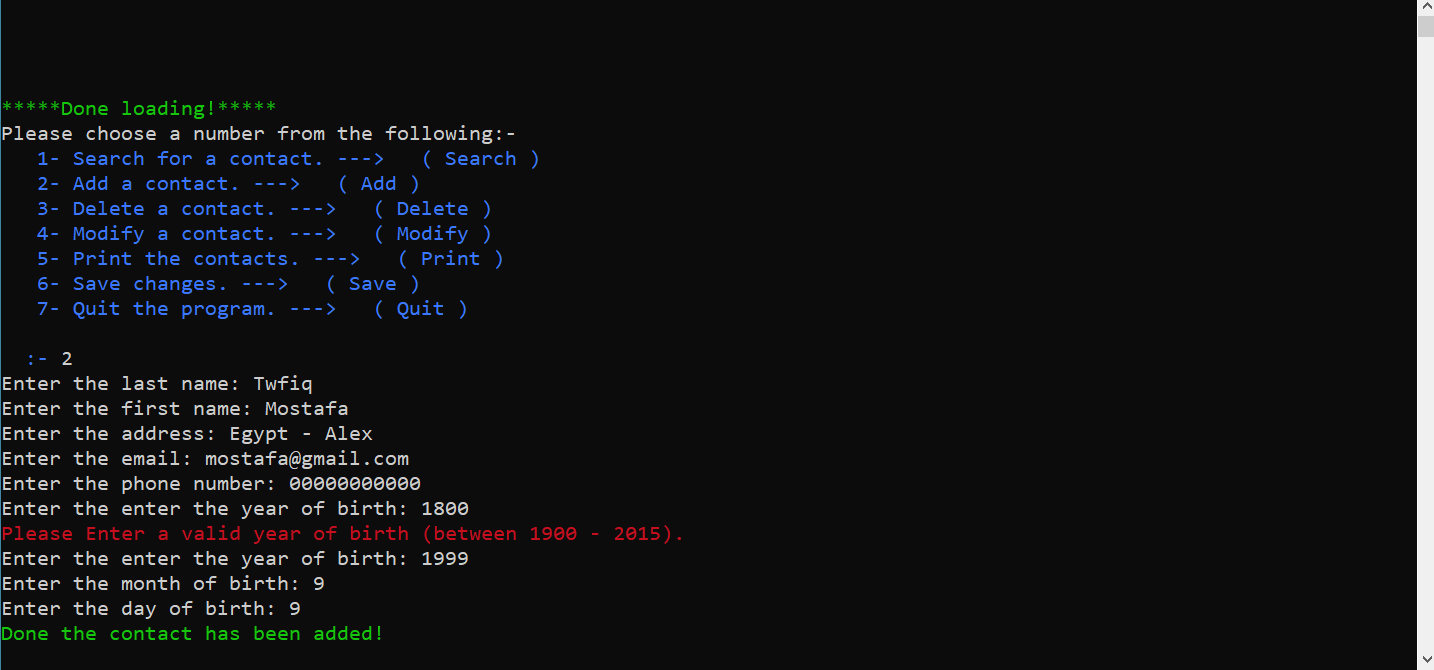 *****Done loading!*****
Please choose a number from the following:-
1- Search for a contact. --->   ( Search )
2- Add a contact. --->   ( Add )
3- Delete a contact. --->   ( Delete )
4- Modify a contact. --->   ( Modify )
5- Print the contacts. --->   ( Print )
6- Save changes. --->   ( Save )
7- Quit the program. --->   ( Quit )
:- 2
Enter the last name: Twfiq
Enter the first name: Mostafa
Enter the address: Egypt - Alex
Enter the email: mostafa@gmail.com
Enter the phone number: 00000000000
Enter the enter the year of birth: 1800
Please Enter a valid year of birth (between 1900 - 2015).
Enter the enter the year of birth: 1999
Enter the month of birth: 9
Enter the day of birth: 9
Done the contact has been added!